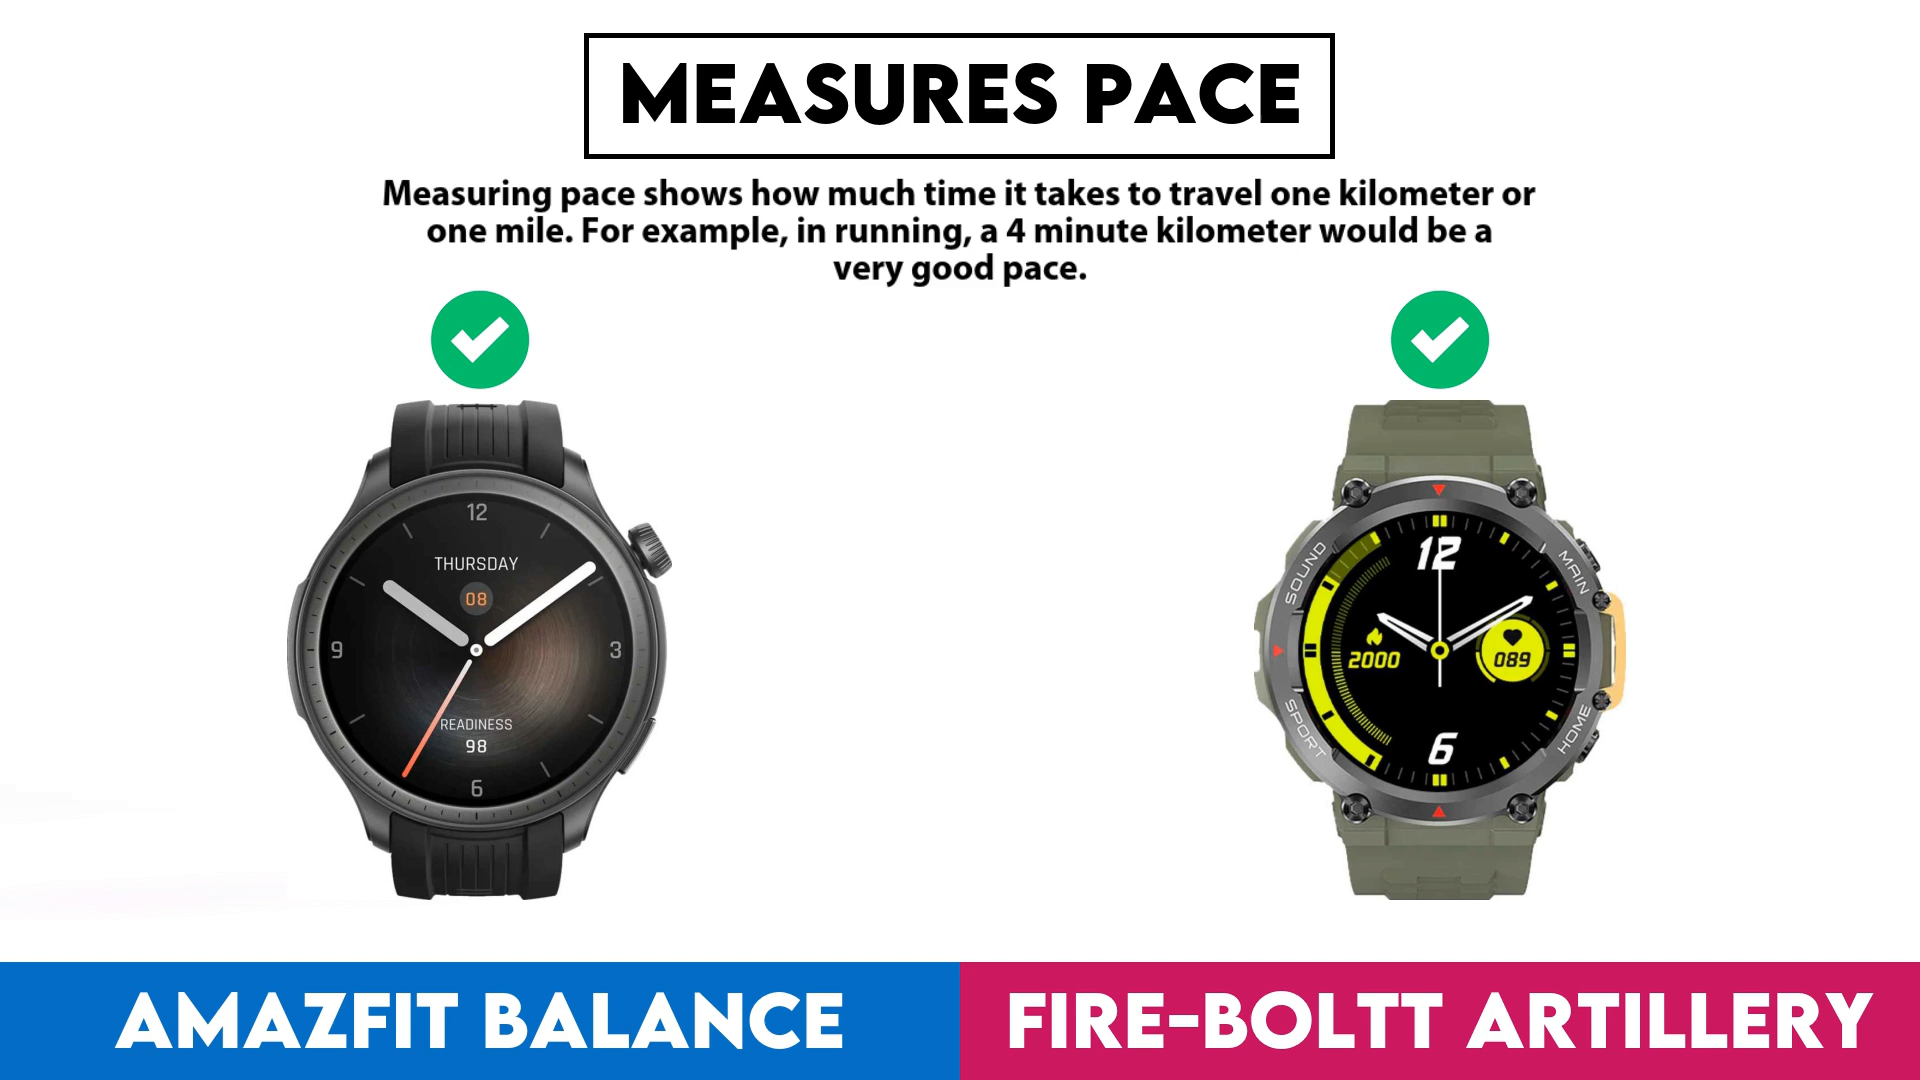 MEASURES PACE
Measuring pace shows how much time it takes to travel one kilometer or
one mile. For example, in running, a 4 minute kilometer would be a
very good pace.
12
THURSDAY
08
9
3
READINESS
98
6
SOUND
MAIN
12
2000
089
SPORT
HOME
6
AMAZFIT BALANCE
FIRE-BOLTT ARTILLERY